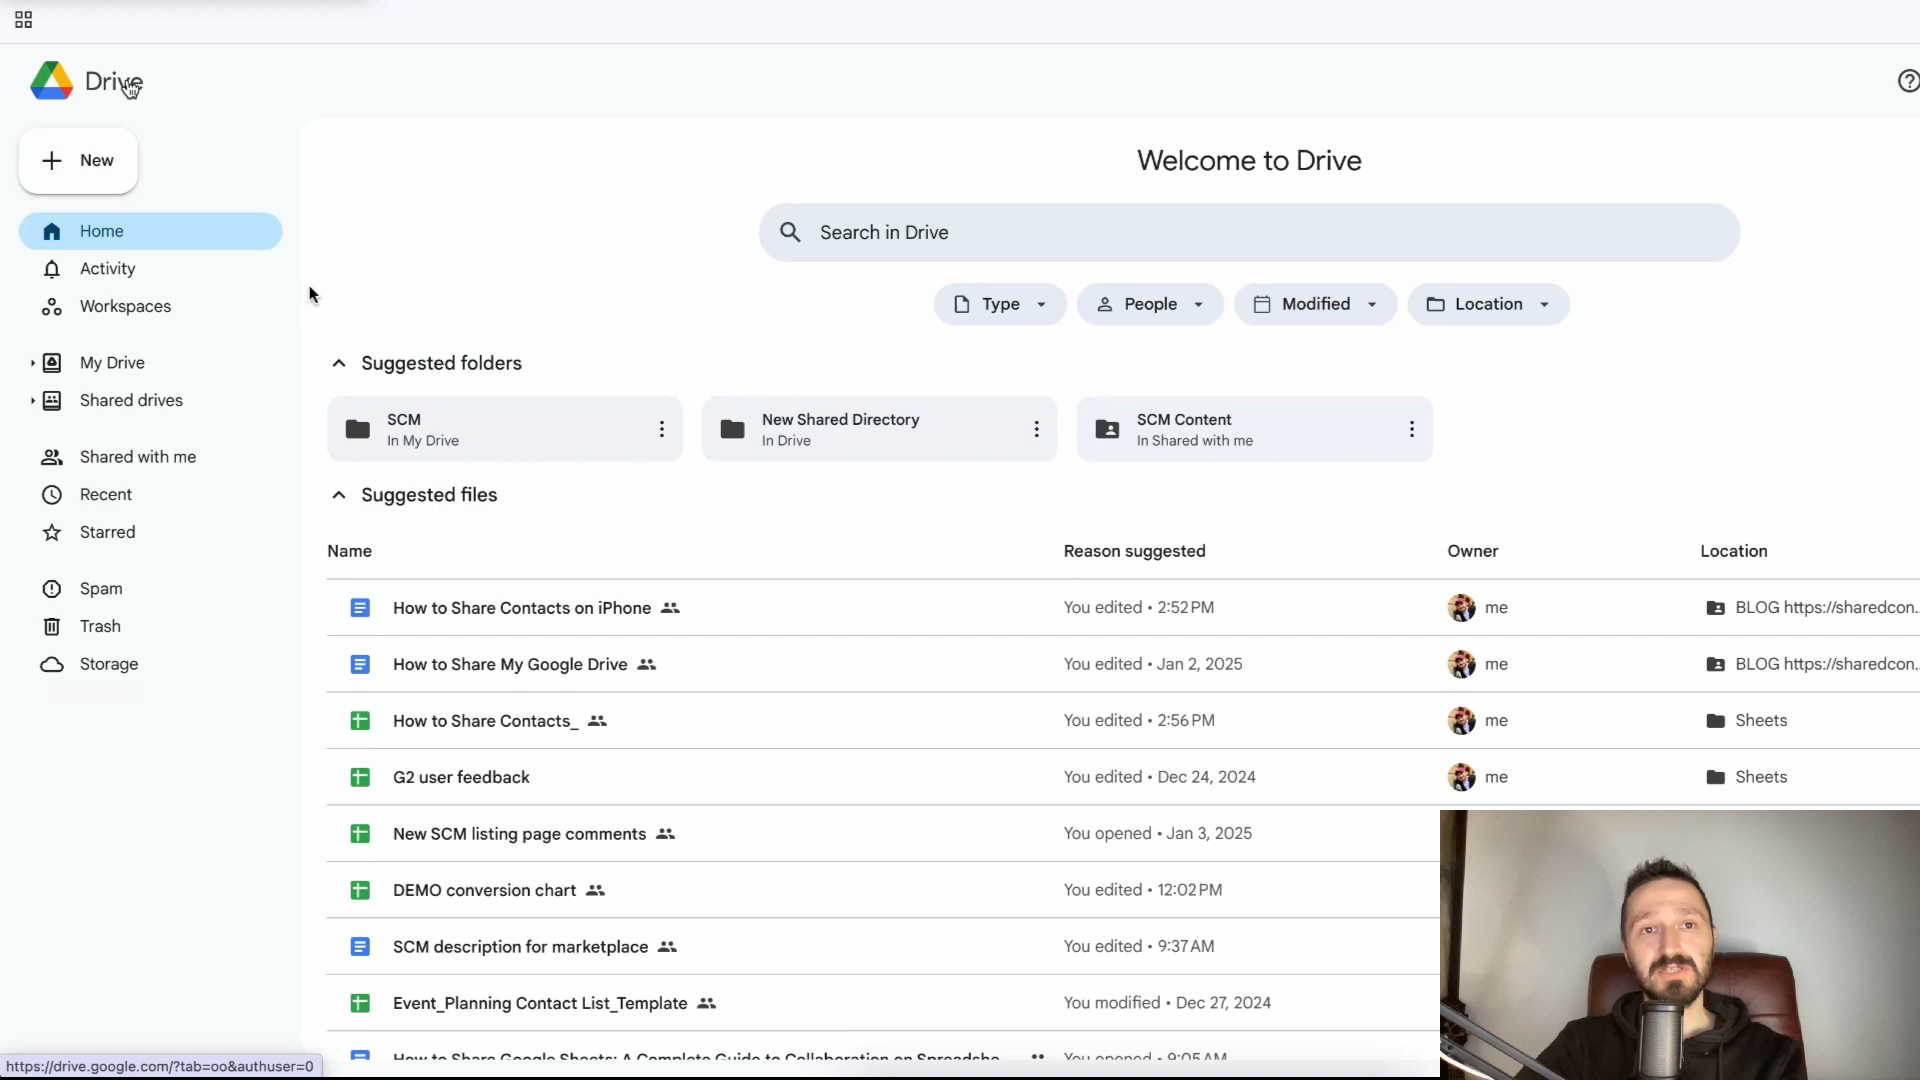 Drive
New
Home
Activity
Workspaces
My Drive
Shared drives
Shared with me
Recent
Starred
Spam
Trash
Storage
Welcome to Drive
Search in Drive
Type People Modified Location
Suggested folders
SCM
In My Drive
New Shared Directory
In Drive
SCM Content
In Shared with me
Suggested files
Name Reason suggested Owner Location
How to Share Contacts on iPhone You edited • 2:52 PM me BLOG https://sharedcon...
How to Share My Google Drive You edited • Jan 2, 2025 me BLOG https://sharedcon...
How to Share Contacts_ You edited • 2:56 PM me Sheets
G2 user feedback You edited • Dec 24, 2024 me Sheets
New SCM listing page comments You opened • Jan 3, 2025
DEMO conversion chart You edited • 12:02 PM
SCM description for marketplace You edited • 9:37 AM
Event_Planning Contact List_Template You modified • Dec 27, 2024
How to Share Google Sheets: A Complete Guide to Collaboration on Spreadshe You opened • 9:05 AM
https://drive.google.com/?tab=oo&authuser=0